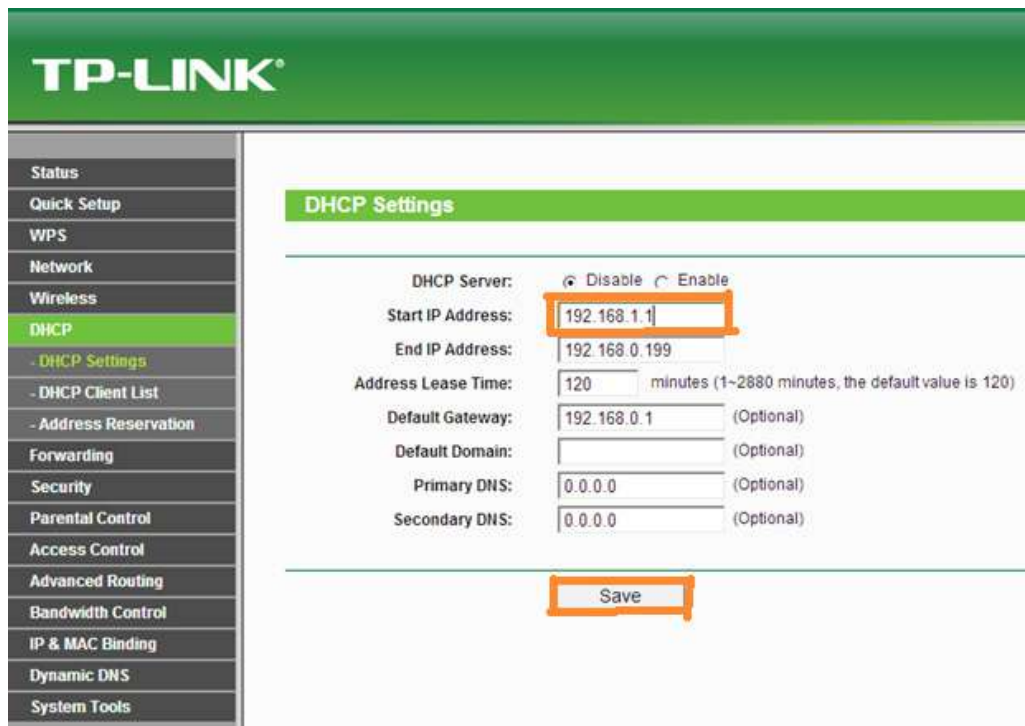 TP-LINK®
Status
Quick Setup
WPS
Network
Wireless
DHCP
- DHCP Settings
- DHCP Client List
- Address Reservation
Forwarding
Security
Parental Control
Access Control
Advanced Routing
Bandwidth Control
IP & MAC Binding
Dynamic DNS
System Tools
DHCP Settings
DHCP Server: Disable Enable
Start IP Address: 192.168.1.1
End IP Address: 192.168.0.199
Address Lease Time: 120 minutes (1~2880 minutes, the default value is 120)
Default Gateway: 192.168.0.1 (Optional)
Default Domain: (Optional)
Primary DNS: 0.0.0.0 (Optional)
Secondary DNS: 0.0.0.0 (Optional)
Save